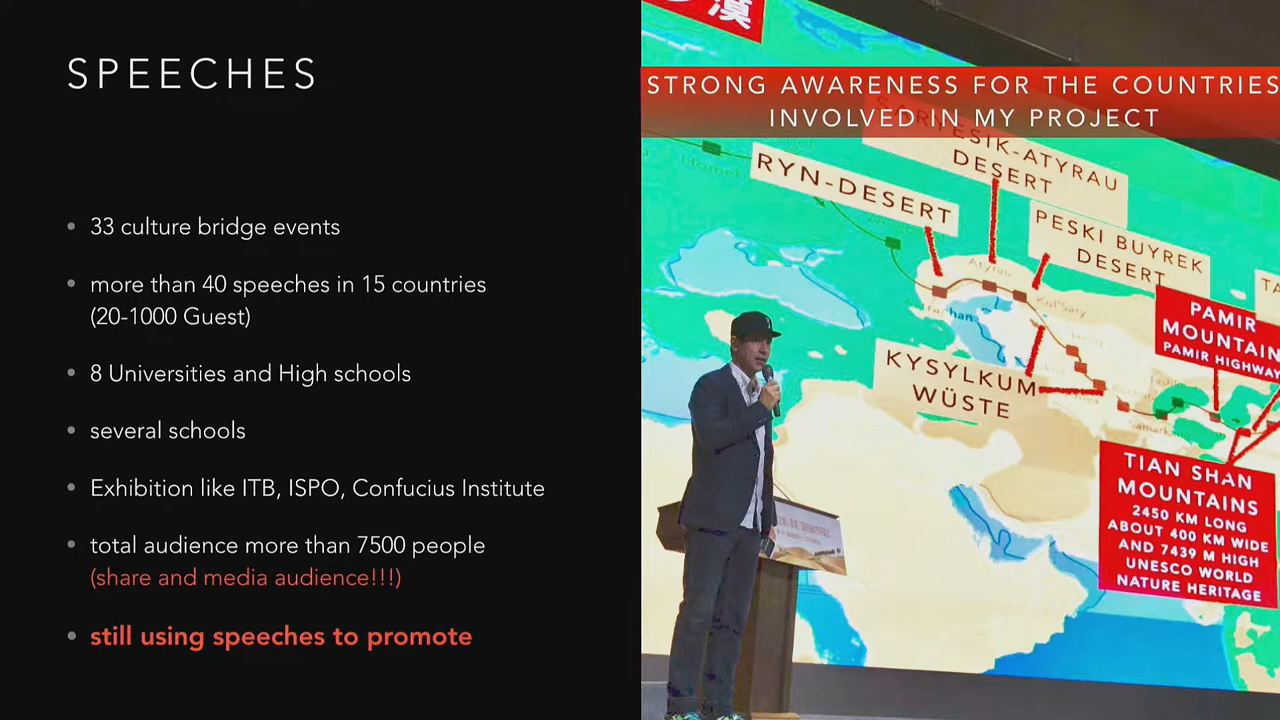 SPEECHES
33 culture bridge events
more than 40 speeches in 15 countries
(20-1000 Guest)
8 Universities and High schools
several schools
Exhibition like ITB, ISPO, Confucius Institute
total audience more than 7500 people
(share and media audience!!!)
still using speeches to promote
漠
STRONG AWARENESS FOR THE COUNTRIES
INVOLVED IN MY PROJECT
DESERT
RYN-DESERT
PESKI BUYREK
DESERT
Atyrau
Kul'sary
PAMIR
MOUNTAIN
PAMIR HIGHWAY
KYSYLKUM
WÜSTE
TIAN SHAN
MOUNTAINS
2450 KM LONG
ABOUT 400 KM WIDE
AND 7439 M HIGH
UNESCO WORLD
NATURE HERITAGE